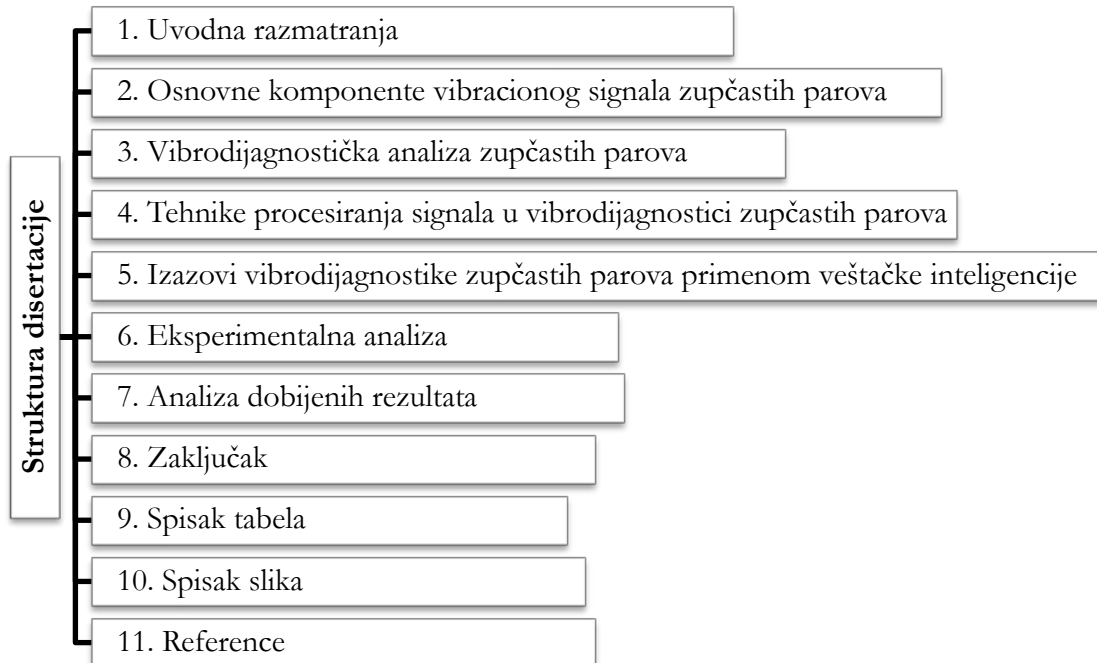 Struktura disertacije
1. Uvodna razmatranja
2. Osnovne komponente vibracionog signala zupčastih parova
3. Vibrodijagnostička analiza zupčastih parova
4. Tehnike procesiranja signala u vibrodijagnostici zupčastih parova
5. Izazovi vibrodijagnostike zupčastih parova primenom veštačke inteligencije
6. Eksperimentalna analiza
7. Analiza dobijenih rezultata
8. Zaključak
9. Spisak tabela
10. Spisak slika
11. Reference